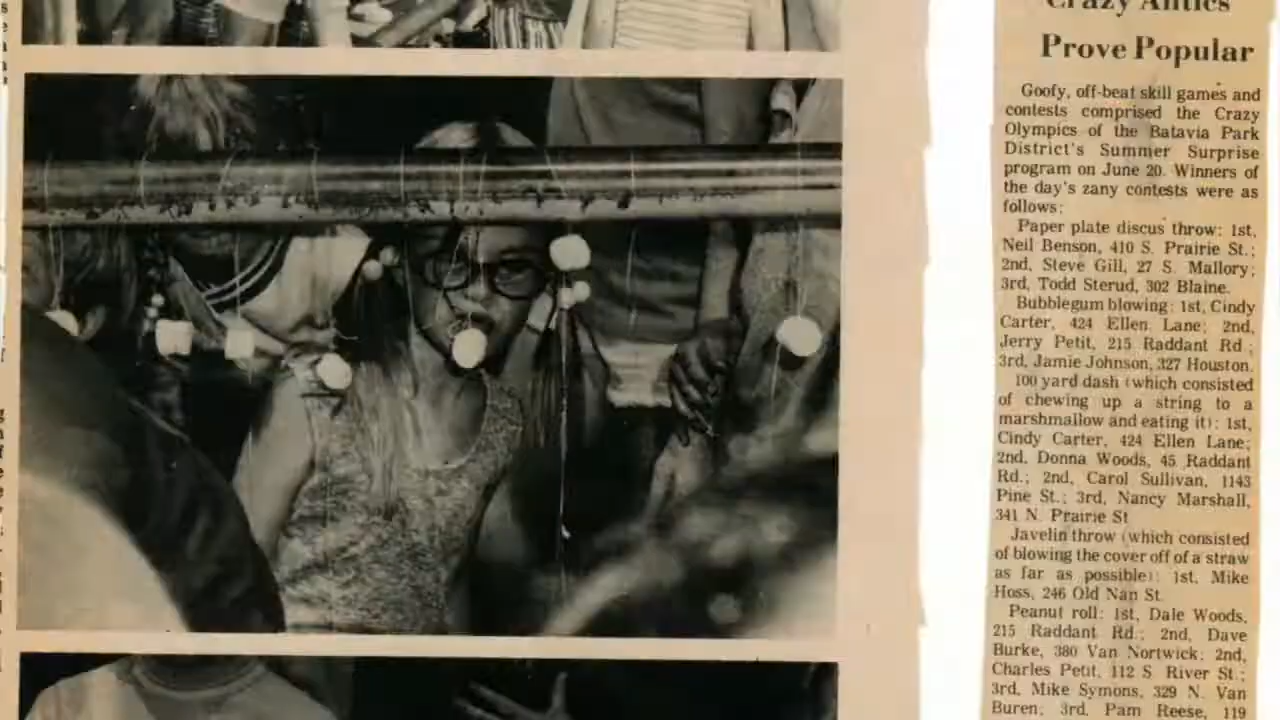 Crazy Antics
Prove Popular
Goofy, off-beat skill games and
contests comprised the Crazy
Olympics of the Batavia Park
District's Summer Surprise
program on June 20. Winners of
the day's zany contests were as
follows:
Paper plate discus throw: 1st,
Neil Benson, 410 S. Prairie St.;
2nd, Steve Gill, 27 S. Mallory;
3rd, Todd Sterud, 302 Blaine.
Bubblegum blowing: 1st, Cindy
Carter, 424 Ellen Lane; 2nd,
Jerry Petit, 215 Raddant Rd.;
3rd, Jamie Johnson, 327 Houston.
100 yard dash (which consisted
of chewing up a string to a
marshmallow and eating it): 1st,
Cindy Carter, 424 Ellen Lane;
2nd, Donna Woods, 45 Raddant
Rd.; 2nd, Carol Sullivan, 1143
Pine St.; 3rd, Nancy Marshall,
341 N. Prairie St
Javelin throw (which consisted
of blowing the cover off of a straw
as far as possible): 1st, Mike
Hoss, 246 Old Nan St.
Peanut roll: 1st, Dale Woods,
215 Raddant Rd.; 2nd, Dave
Burke, 380 Van Nortwick; 2nd,
Charles Petit, 112 S. River St.;
3rd, Mike Symons, 329 N. Van
Buren; 3rd, Pam Reese, 119